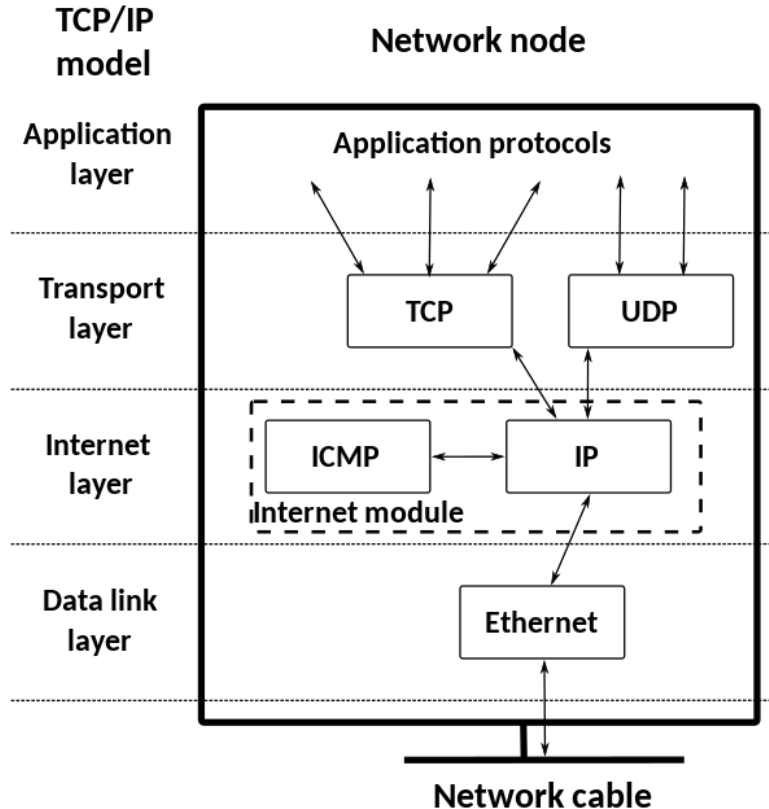 TCP/IP
model
Network node
Application
layer
Application protocols
Transport
layer
TCP
UDP
Internet
layer
ICMP
IP
Internet module
Data link
layer
Ethernet
Network cable